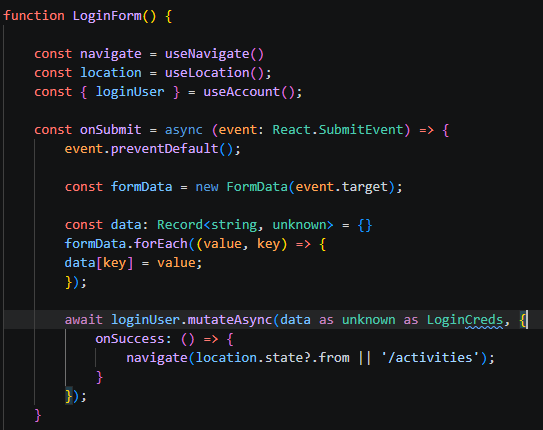 function LoginForm() {
const navigate = useNavigate()
const location = useLocation();
const { loginUser } = useAccount();
const onSubmit = async (event: React.SubmitEvent) => {
event.preventDefault();
const formData = new FormData(event.target);
const data: Record<string, unknown> = {}
formData.forEach((value, key) => {
data[key] = value;
});
await loginUser.mutateAsync(data as unknown as LoginCreds, {
onSuccess: () => {
navigate(location.state?.from || '/activities');
}
});
}